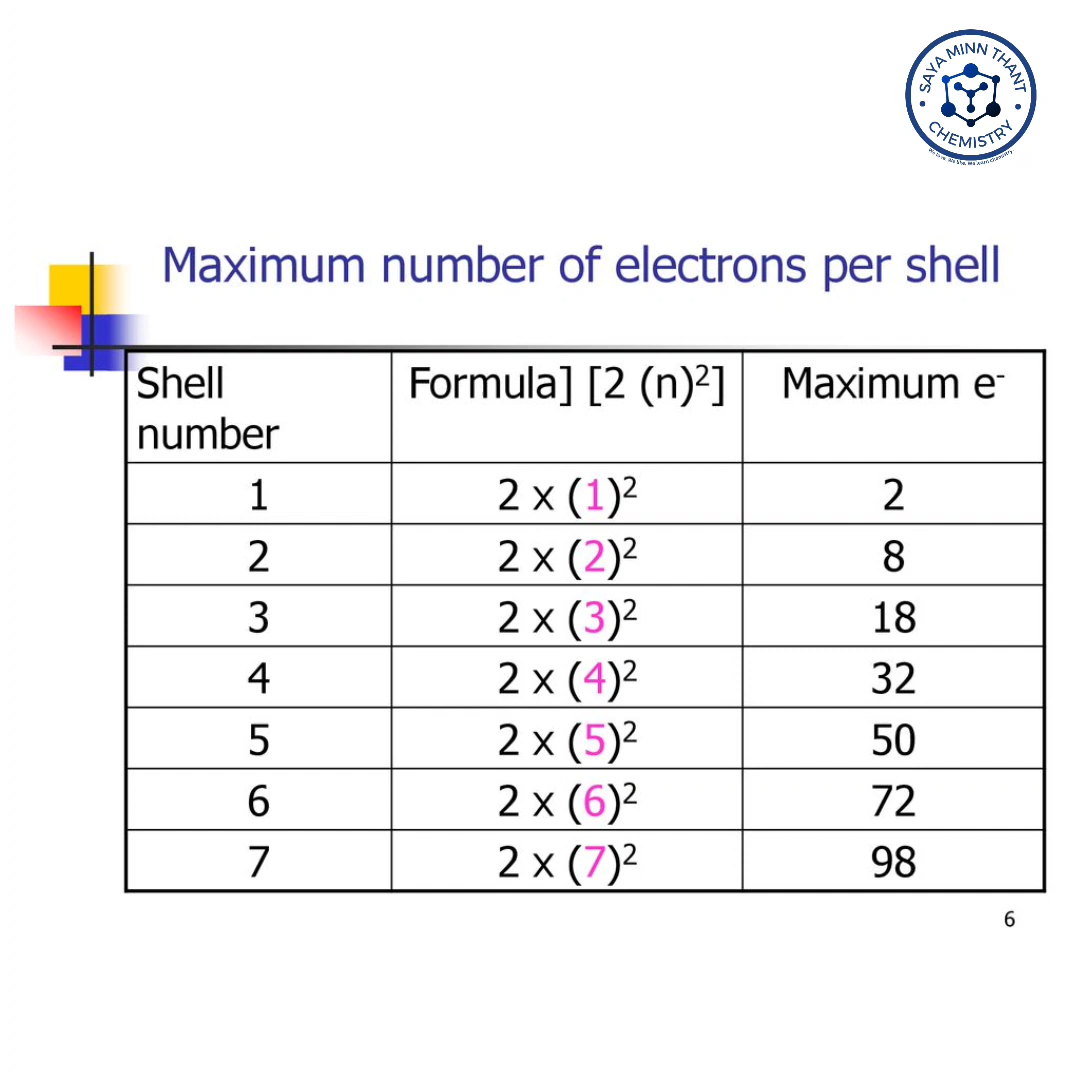 SAYA MINN THANT
CHEMISTRY
Maximum number of electrons per shell
Shell number
Formula] [2 (n)²]
Maximum e⁻
1 2 x (1)² 2
2 2 x (2)² 8
3 2 x (3)² 18
4 2 x (4)² 32
5 2 x (5)² 50
6 2 x (6)² 72
7 2 x (7)² 98
6